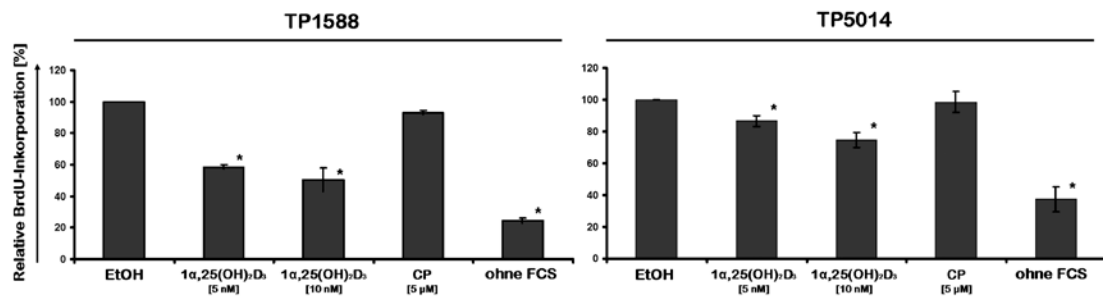 TP1588
Relative BrdU-Inkorporation [%]
120
100
80
60
40
20
0
*
*
*
EtOH
1α,25(OH)₂D₃
[5 nM]
1α,25(OH)₂D₃
[10 nM]
CP
[5 µM]
ohne FCS
TP5014
120
100
80
60
40
20
0
*
*
*
EtOH
1α,25(OH)₂D₃
[5 nM]
1α,25(OH)₂D₃
[10 nM]
CP
[5 µM]
ohne FCS